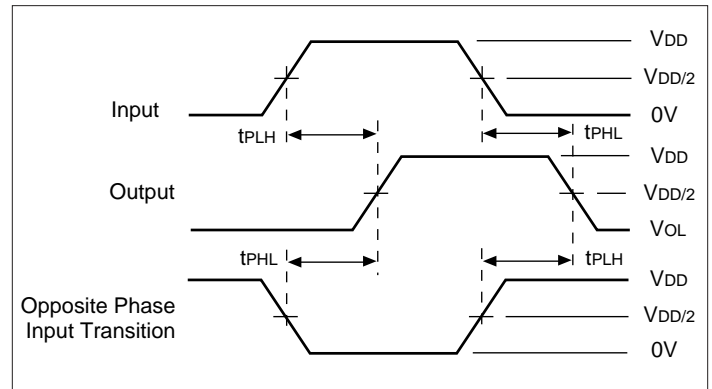 VDD
VDD/2
Input
0V
tPLH
tPHL
VDD
Output
VDD/2
VOL
tPHL
tPLH
VDD
Opposite Phase
Input Transition
VDD/2
0V